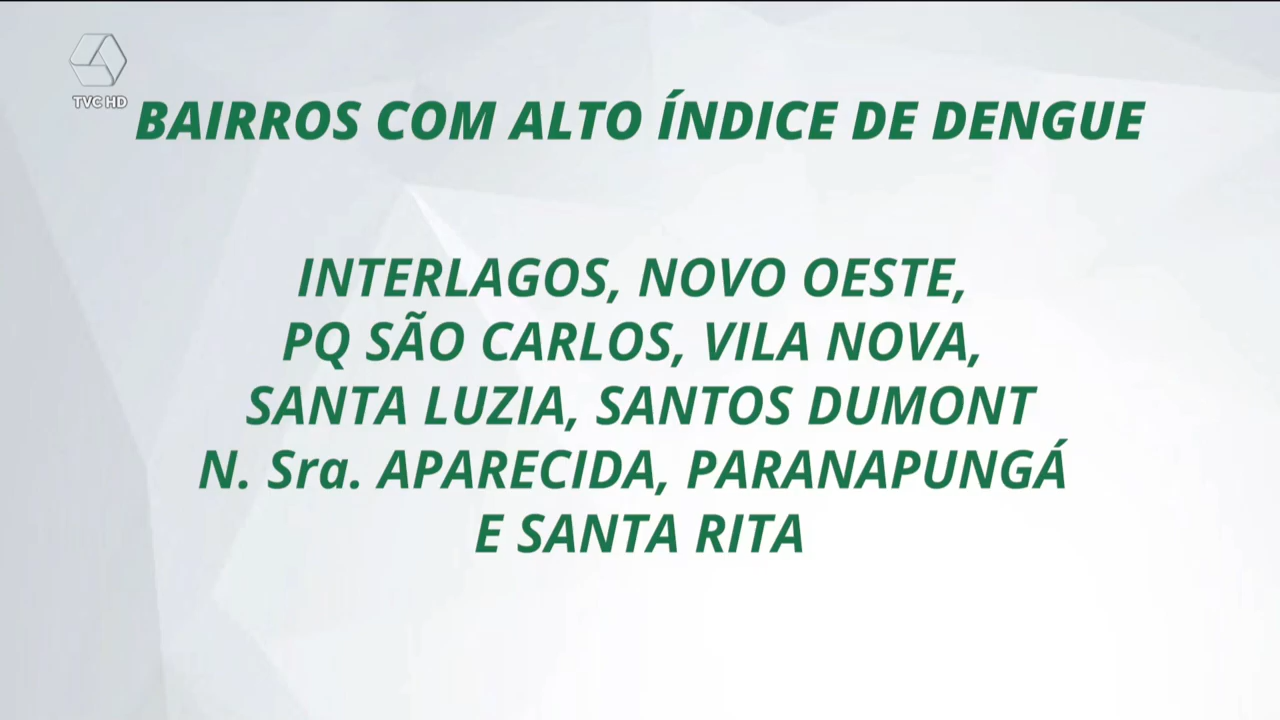 TVC HD
BAIRROS COM ALTO ÍNDICE DE DENGUE
INTERLAGOS, NOVO OESTE,
PQ SÃO CARLOS, VILA NOVA,
SANTA LUZIA, SANTOS DUMONT
N. Sra. APARECIDA, PARANAPUNGÁ
E SANTA RITA